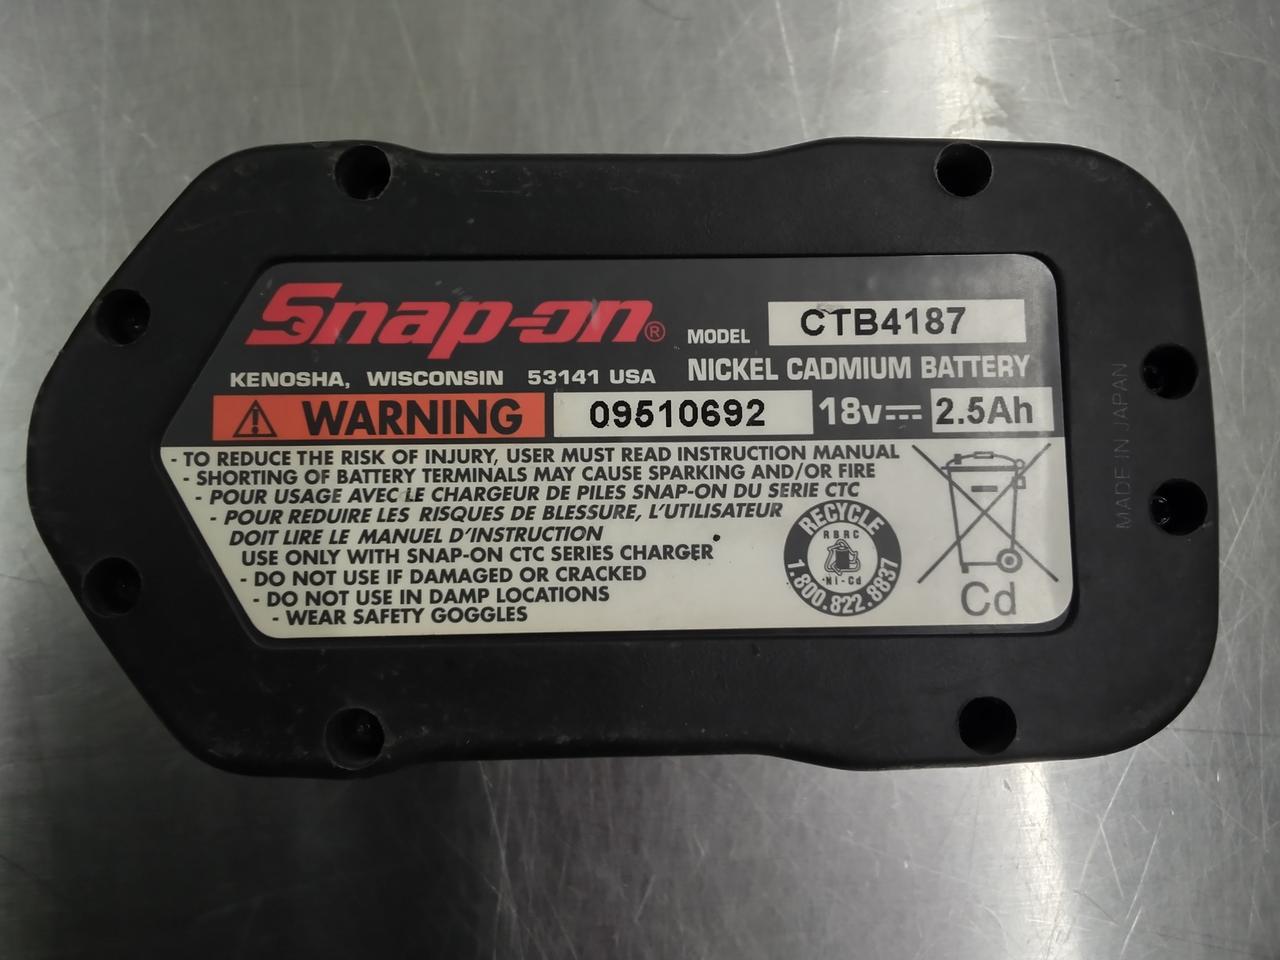 Snap-on®
MODEL CTB4187
KENOSHA, WISCONSIN 53141 USA
NICKEL CADMIUM BATTERY
WARNING
09510692
18v 2.5Ah
- TO REDUCE THE RISK OF INJURY, USER MUST READ INSTRUCTION MANUAL
- SHORTING OF BATTERY TERMINALS MAY CAUSE SPARKING AND/OR FIRE
- POUR USAGE AVEC LE CHARGEUR DE PILES SNAP-ON DU SERIE CTC
- POUR REDUIRE LES RISQUES DE BLESSURE, L'UTILISATEUR
DOIT LIRE LE MANUEL D'INSTRUCTION
USE ONLY WITH SNAP-ON CTC SERIES CHARGER
- DO NOT USE IF DAMAGED OR CRACKED
- DO NOT USE IN DAMP LOCATIONS
- WEAR SAFETY GOGGLES
RECYCLE
RBRC
Ni-Cd
1.800.822.8837
Cd
MADE IN JAPAN